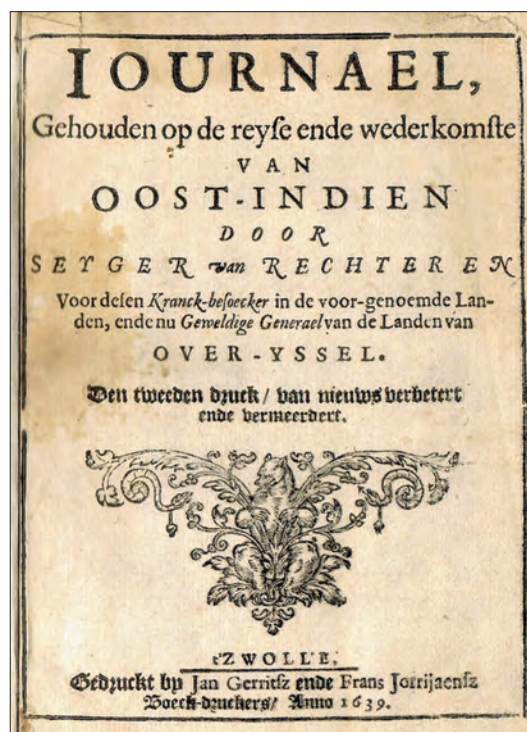 IOURNAEL,
Gehouden op de reyſe ende wederkomſte
VAN
OOST-INDIEN
DOOR
SEYGER van RECHTEREN
Voor deſen Kranck-beſoecker in de voor-genoemde Lan-
den, ende nu Geweldige Generael van de Landen van
OVER-YSSEL.
Den tweeden druck / van nieuws verbetert
ende vermeerdert.
t'ZWOLLE,
Gedruckt by Jan Gerritſz ende Frans Jorrijaenſz
Boeck-druckers/ Anno 1639.